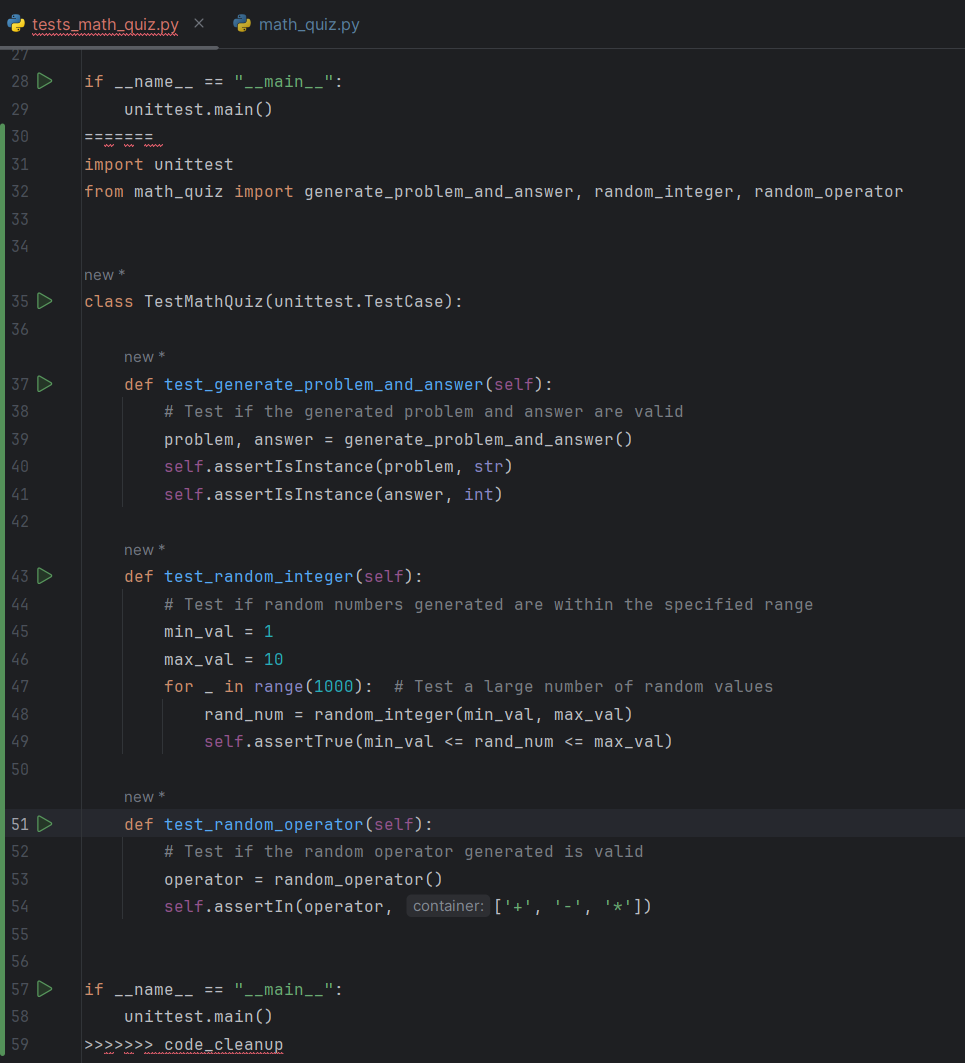 tests_math_quiz.py × math_quiz.py
27
28 if __name__ == "__main__":
29     unittest.main()
30 =======
31 import unittest
32 from math_quiz import generate_problem_and_answer, random_integer, random_operator
33
34
new *
35 class TestMathQuiz(unittest.TestCase):
36
new *
37     def test_generate_problem_and_answer(self):
38         # Test if the generated problem and answer are valid
39         problem, answer = generate_problem_and_answer()
40         self.assertIsInstance(problem, str)
41         self.assertIsInstance(answer, int)
42
new *
43     def test_random_integer(self):
44         # Test if random numbers generated are within the specified range
45         min_val = 1
46         max_val = 10
47         for _ in range(1000):  # Test a large number of random values
48             rand_num = random_integer(min_val, max_val)
49             self.assertTrue(min_val <= rand_num <= max_val)
50
new *
51     def test_random_operator(self):
52         # Test if the random operator generated is valid
53         operator = random_operator()
54         self.assertIn(operator, container: ['+', '-', '*'])
55
56
57 if __name__ == "__main__":
58     unittest.main()
59 >>>>>>> code_cleanup